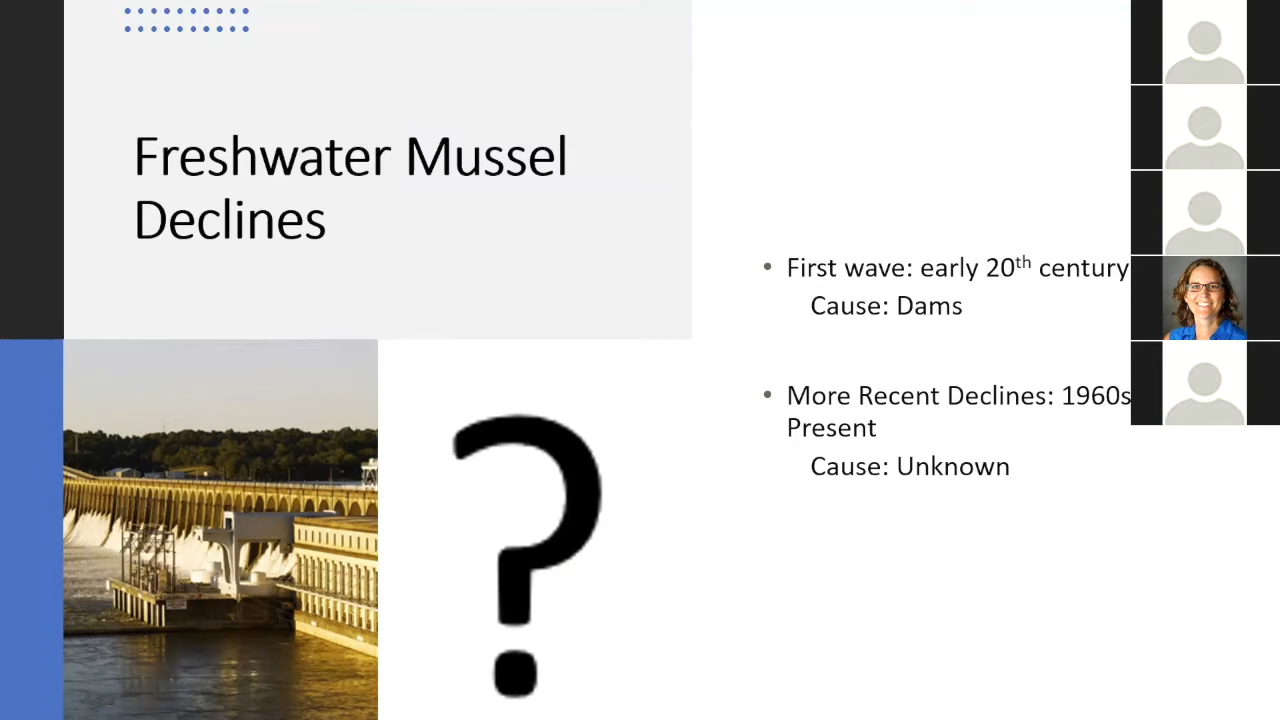 Freshwater Mussel
Declines
• First wave: early 20th century
Cause: Dams
• More Recent Declines: 1960s
Present
Cause: Unknown
?